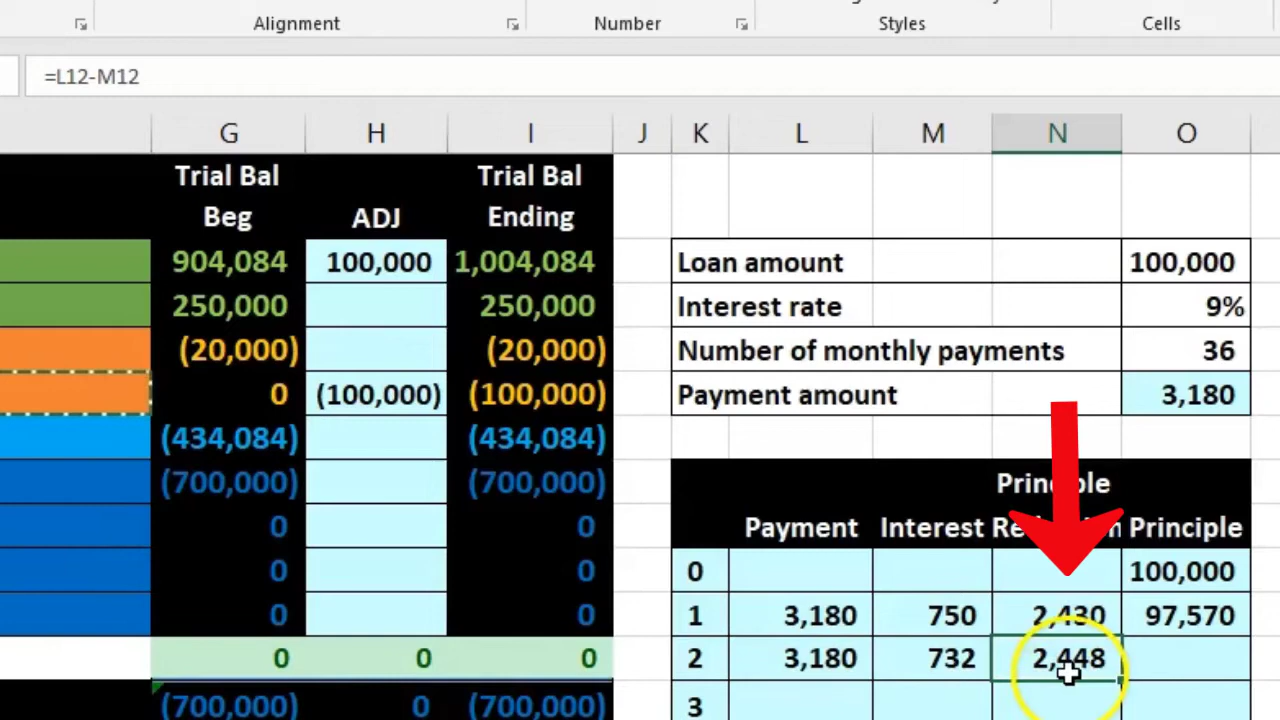 Alignment Number Styles Cells
=L12-M12
G H I J K L M N O
Trial Bal Trial Bal
Beg ADJ Ending
904,084 100,000 1,004,084 Loan amount 100,000
250,000 250,000 Interest rate 9%
(20,000) (20,000) Number of monthly payments 36
0 (100,000) (100,000) Payment amount 3,180
(434,084) (434,084)
(700,000) (700,000)
0 0 Payment Interest Principle
0 0 0 100,000
0 0 1 3,180 750 2,430 97,570
0 0 0 2 3,180 732 2,448
(700,000) 0 (700,000) 3